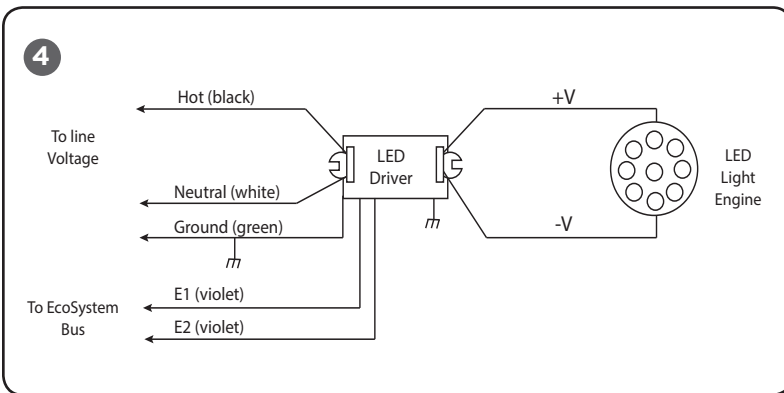 4
Hot (black)
+V
To line
Voltage
LED
Driver
LED
Light
Engine
Neutral (white)
Ground (green)
-V
To EcoSystem
Bus
E1 (violet)
E2 (violet)